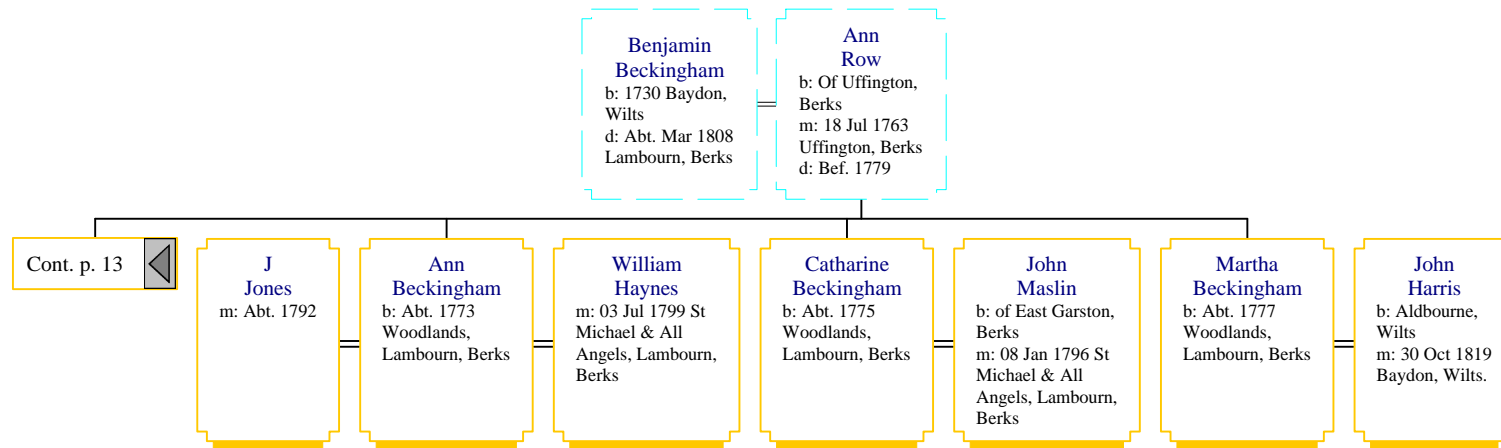 Benjamin
Beckingham
b: 1730 Baydon,
Wilts
d: Abt. Mar 1808
Lambourn, Berks
Ann
Row
b: Of Uffington,
Berks
m: 18 Jul 1763
Uffington, Berks
d: Bef. 1779
Cont. p. 13
J
Jones
m: Abt. 1792
Ann
Beckingham
b: Abt. 1773
Woodlands,
Lambourn, Berks
William
Haynes
m: 03 Jul 1799 St
Michael & All
Angels, Lambourn,
Berks
Catharine
Beckingham
b: Abt. 1775
Woodlands,
Lambourn, Berks
John
Maslin
b: of East Garston,
Berks
m: 08 Jan 1796 St
Michael & All
Angels, Lambourn,
Berks
Martha
Beckingham
b: Abt. 1777
Woodlands,
Lambourn, Berks
John
Harris
b: Aldbourne,
Wilts
m: 30 Oct 1819
Baydon, Wilts.